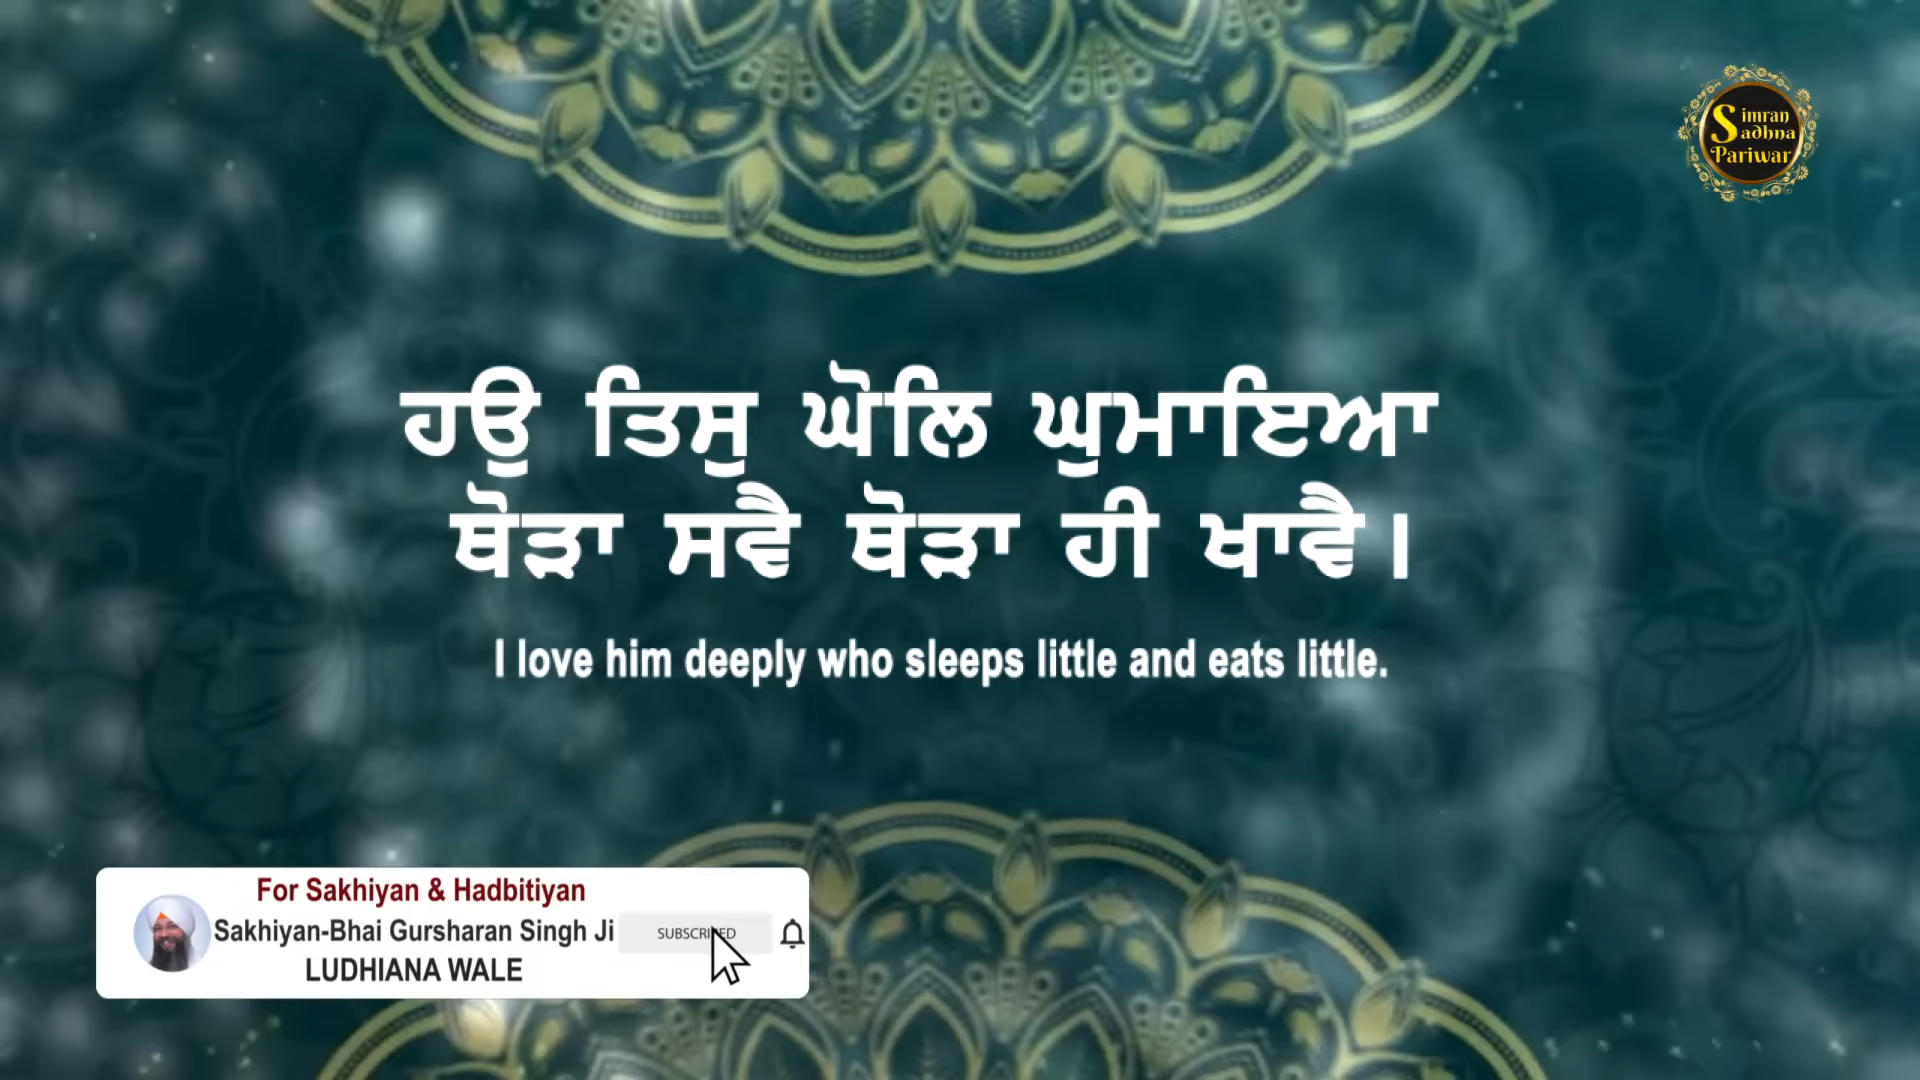 Simran
Sadhna
Pariwar
ਹਉ ਤਿਸੁ ਘੋਲਿ ਘੁਮਾਇਆ
ਥੋੜਾ ਸਵੈ ਥੋੜਾ ਹੀ ਖਾਵੈ।
I love him deeply who sleeps little and eats little.
For Sakhiyan & Hadbitiyan
Sakhiyan-Bhai Gursharan Singh Ji
SUBSCRIBED
LUDHIANA WALE